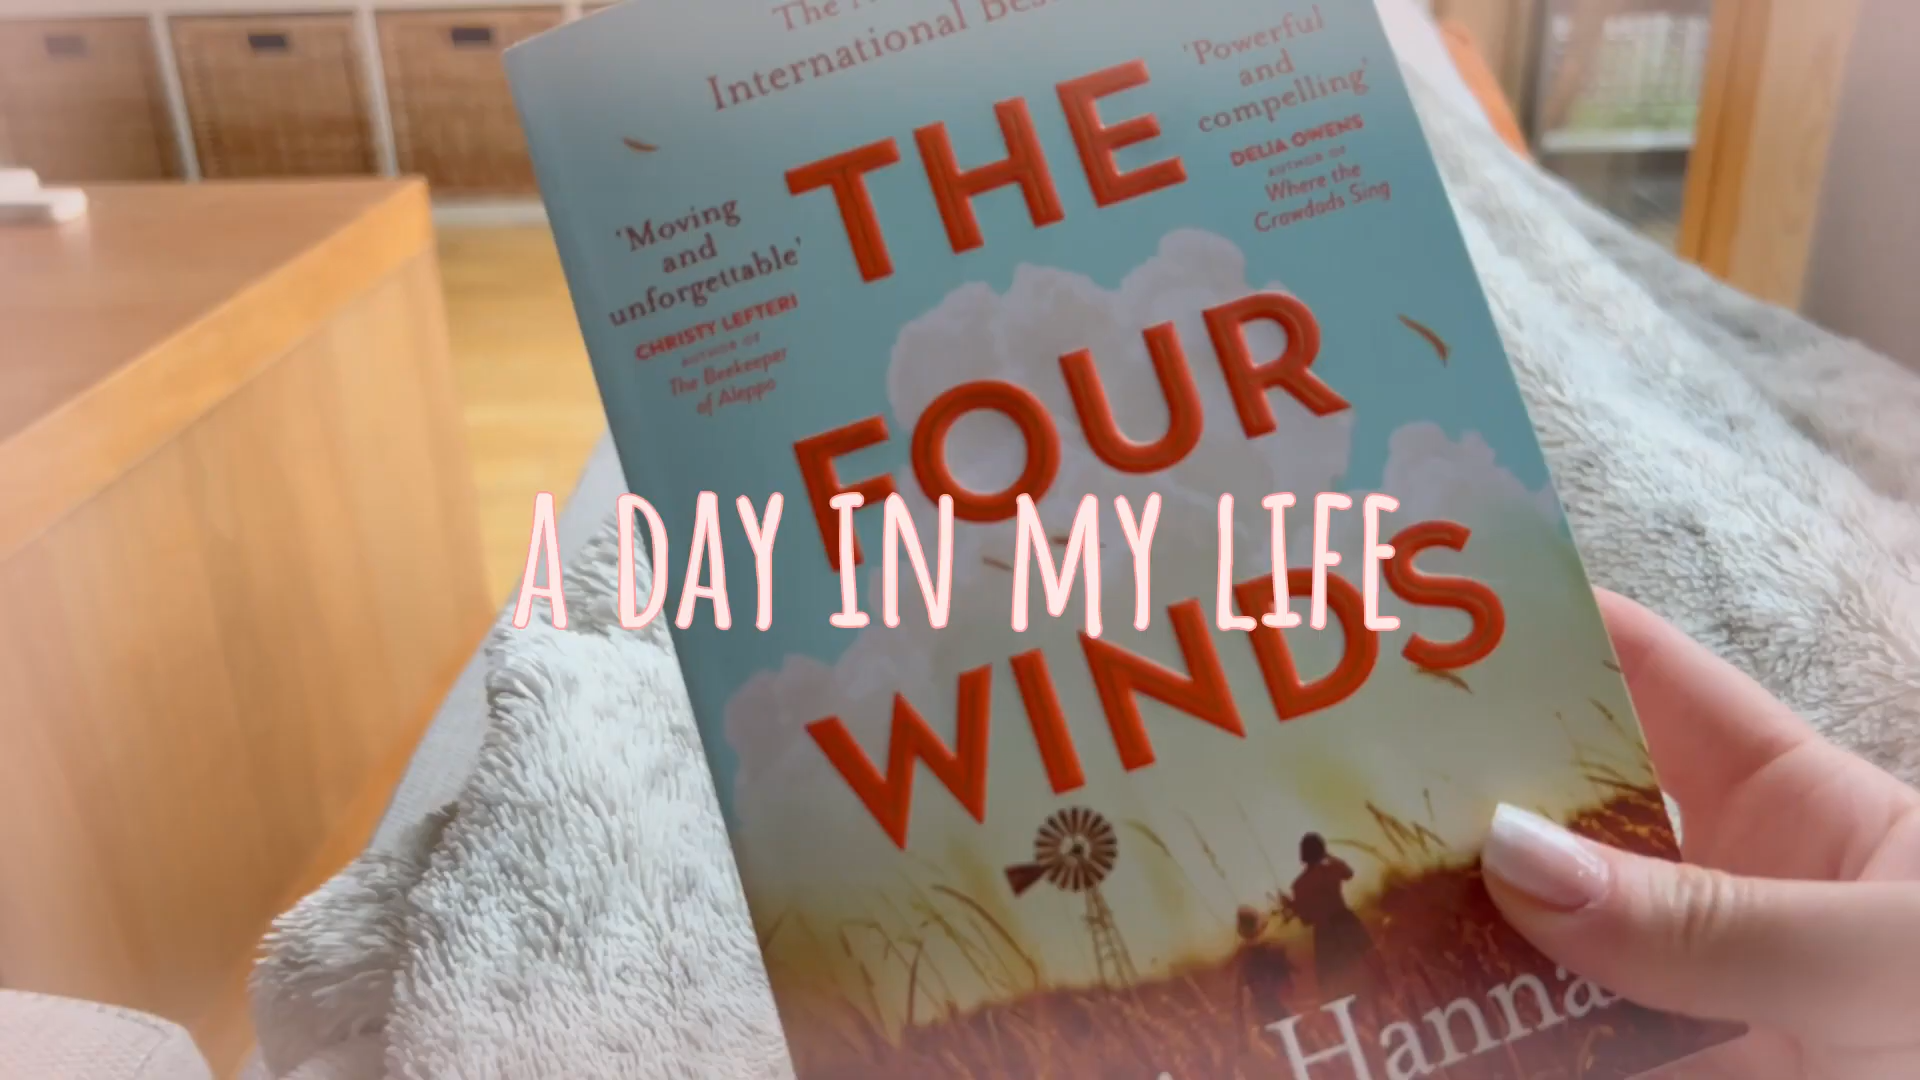 The
International
THE
'Powerful
and
compelling'
DELIA OWENS
AUTHOR OF
Where the
Crawdads Sing
'Moving
and
unforgettable'
CHRISTY LEFTERI
AUTHOR OF
The Beekeeper
of Aleppo
FOUR
A DAY IN MY LIFE
WINDS
Hanna